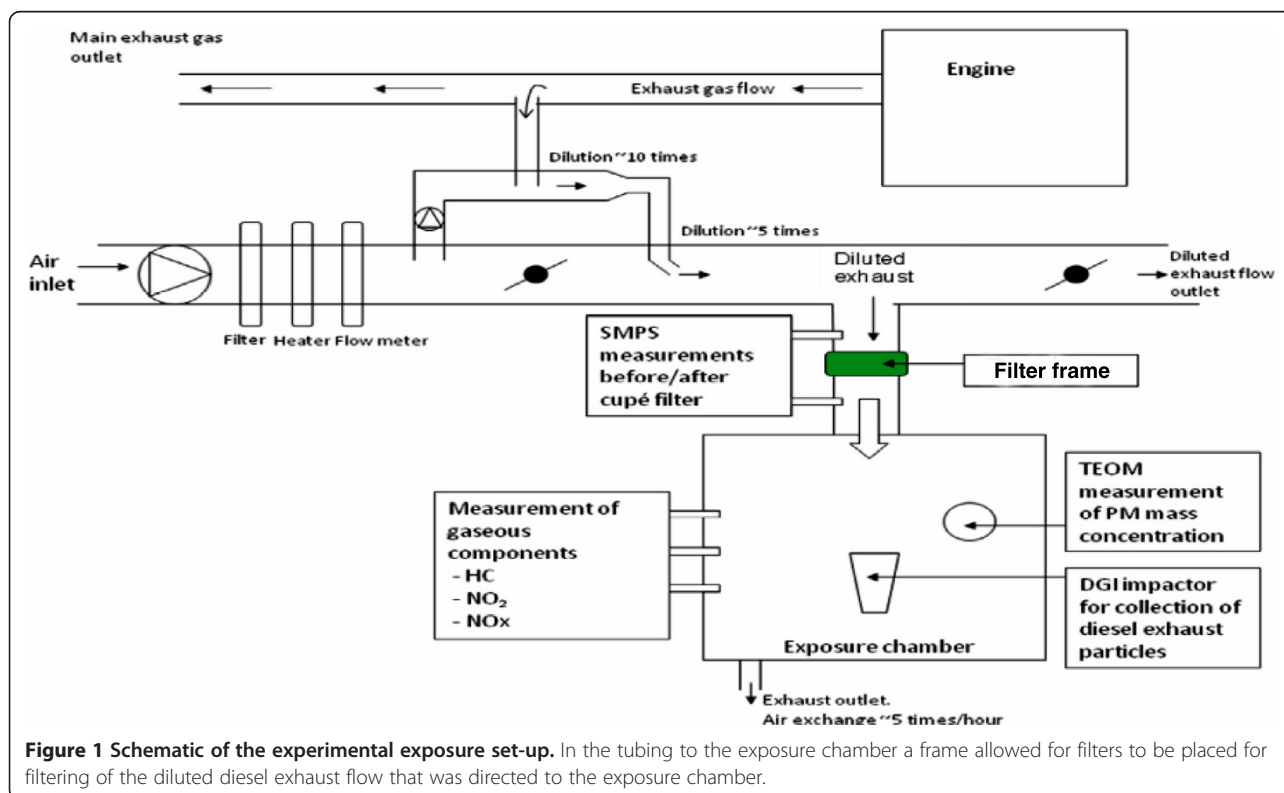 Main exhaust gas
outlet
Engine
Exhaust gas flow
Dilution~10 times
Dilution~5 times
Air
inlet
Diluted
exhaust
Diluted
exhaust flow
outlet
Filter Heater Flow meter
SMPS
measurements
before/after
cupé filter
Filter frame
Measurement of
gaseous
components
- HC
- NO₂
- NOx
TEOM
measurement
of PM mass
concentration
DGI impactor
for collection of
diesel exhaust
particles
Exposure chamber
Exhaust outlet.
Air exchange ~5 times/hour
Figure 1 Schematic of the experimental exposure set-up. In the tubing to the exposure chamber a frame allowed for filters to be placed for
filtering of the diluted diesel exhaust flow that was directed to the exposure chamber.